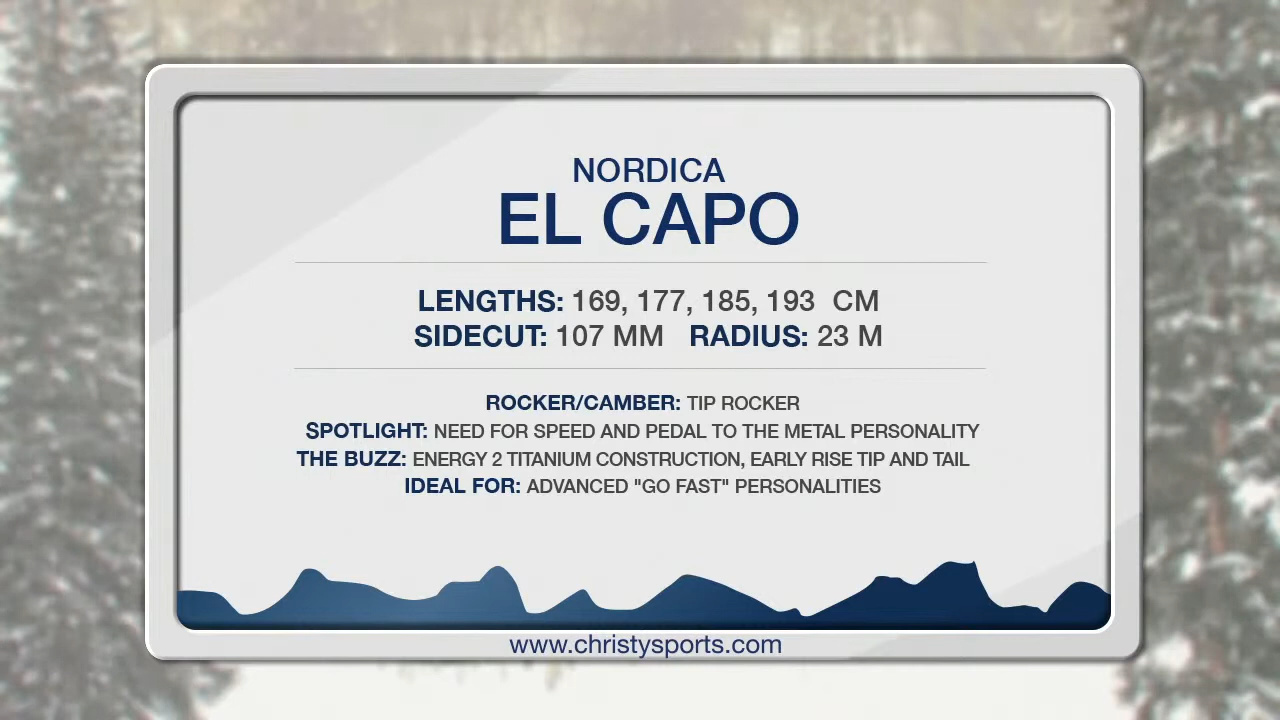 NORDICA
EL CAPO
LENGTHS: 169, 177, 185, 193 CM
SIDECUT: 107 MM RADIUS: 23 M
ROCKER/CAMBER: TIP ROCKER
SPOTLIGHT: NEED FOR SPEED AND PEDAL TO THE METAL PERSONALITY
THE BUZZ: ENERGY 2 TITANIUM CONSTRUCTION, EARLY RISE TIP AND TAIL
IDEAL FOR: ADVANCED "GO FAST" PERSONALITIES
www.christysports.com